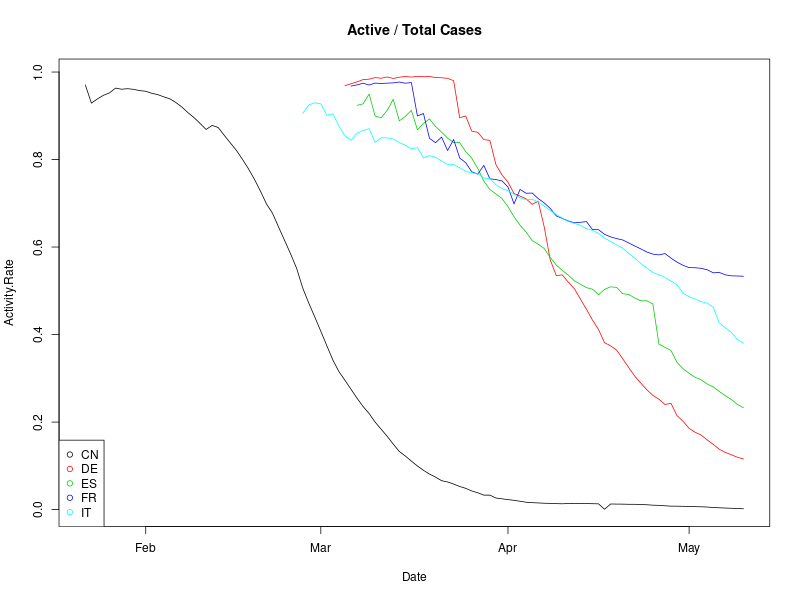 Active / Total Cases
Activity.Rate
1.0
0.8
0.6
0.4
0.2
0.0
CN
DE
ES
FR
IT
Feb Mar Apr May
Date